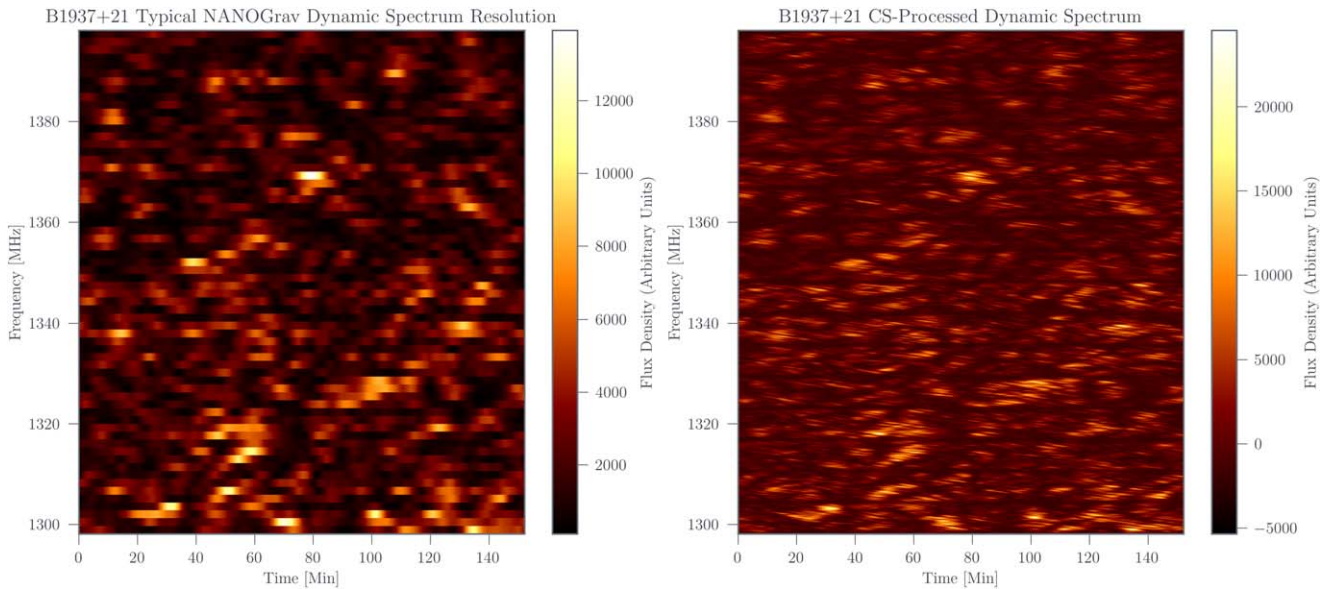 B1937+21 Typical NANOGrav Dynamic Spectrum Resolution
1380
1360
1340
1320
1300
Frequency [MHz]
0 20 40 60 80 100 120 140
Time [Min]
12000
10000
8000
6000
4000
2000
Flux Density (Arbitrary Units)
B1937+21 CS-Processed Dynamic Spectrum
1380
1360
1340
1320
1300
Frequency [MHz]
0 20 40 60 80 100 120 140
Time [Min]
20000
15000
10000
5000
0
−5000
Flux Density (Arbitrary Units)